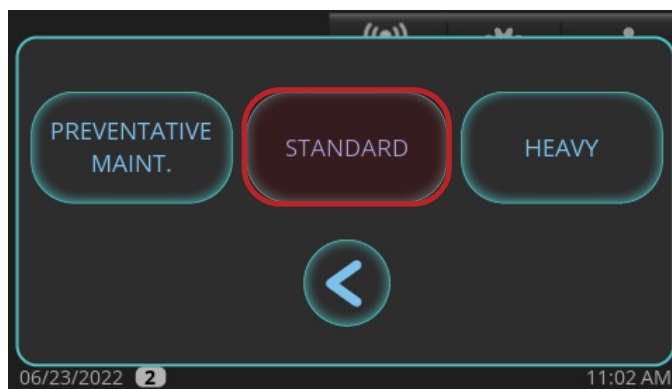 PREVENTATIVE
MAINT.
STANDARD
HEAVY
06/23/2022 2
11:02 AM